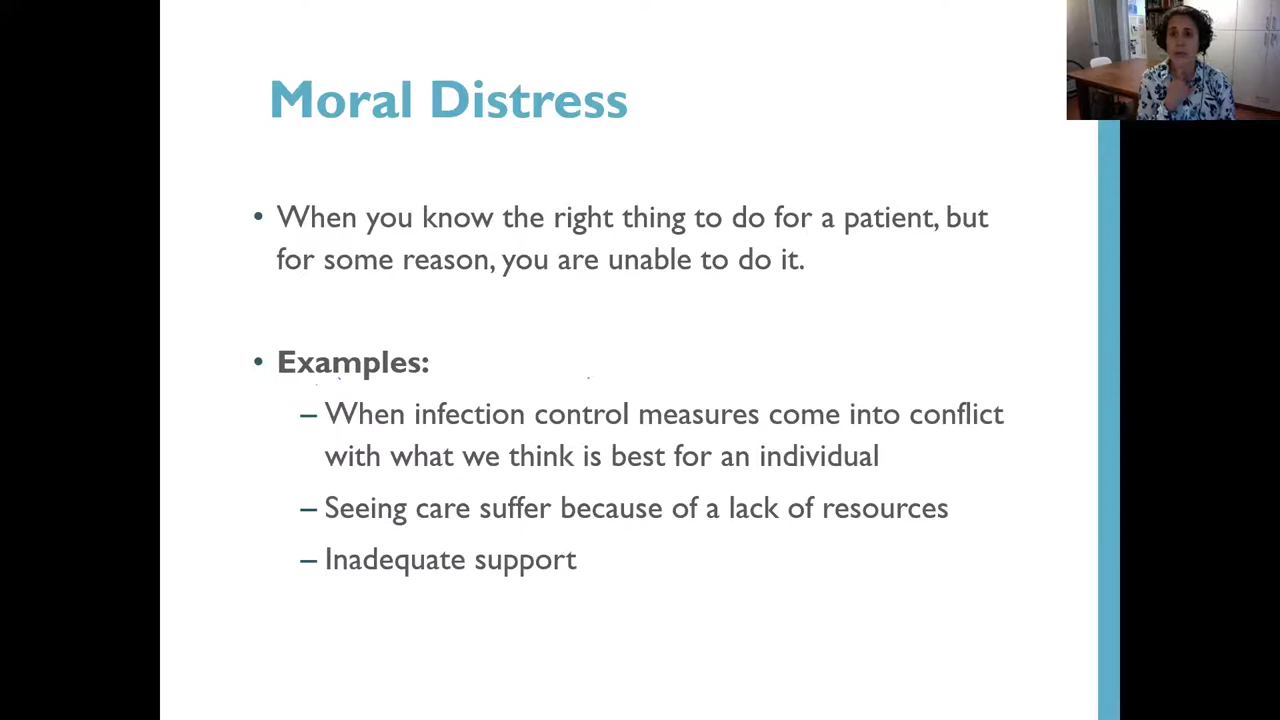 Moral Distress
• When you know the right thing to do for a patient, but
for some reason, you are unable to do it.
• Examples:
– When infection control measures come into conflict
with what we think is best for an individual
– Seeing care suffer because of a lack of resources
– Inadequate support